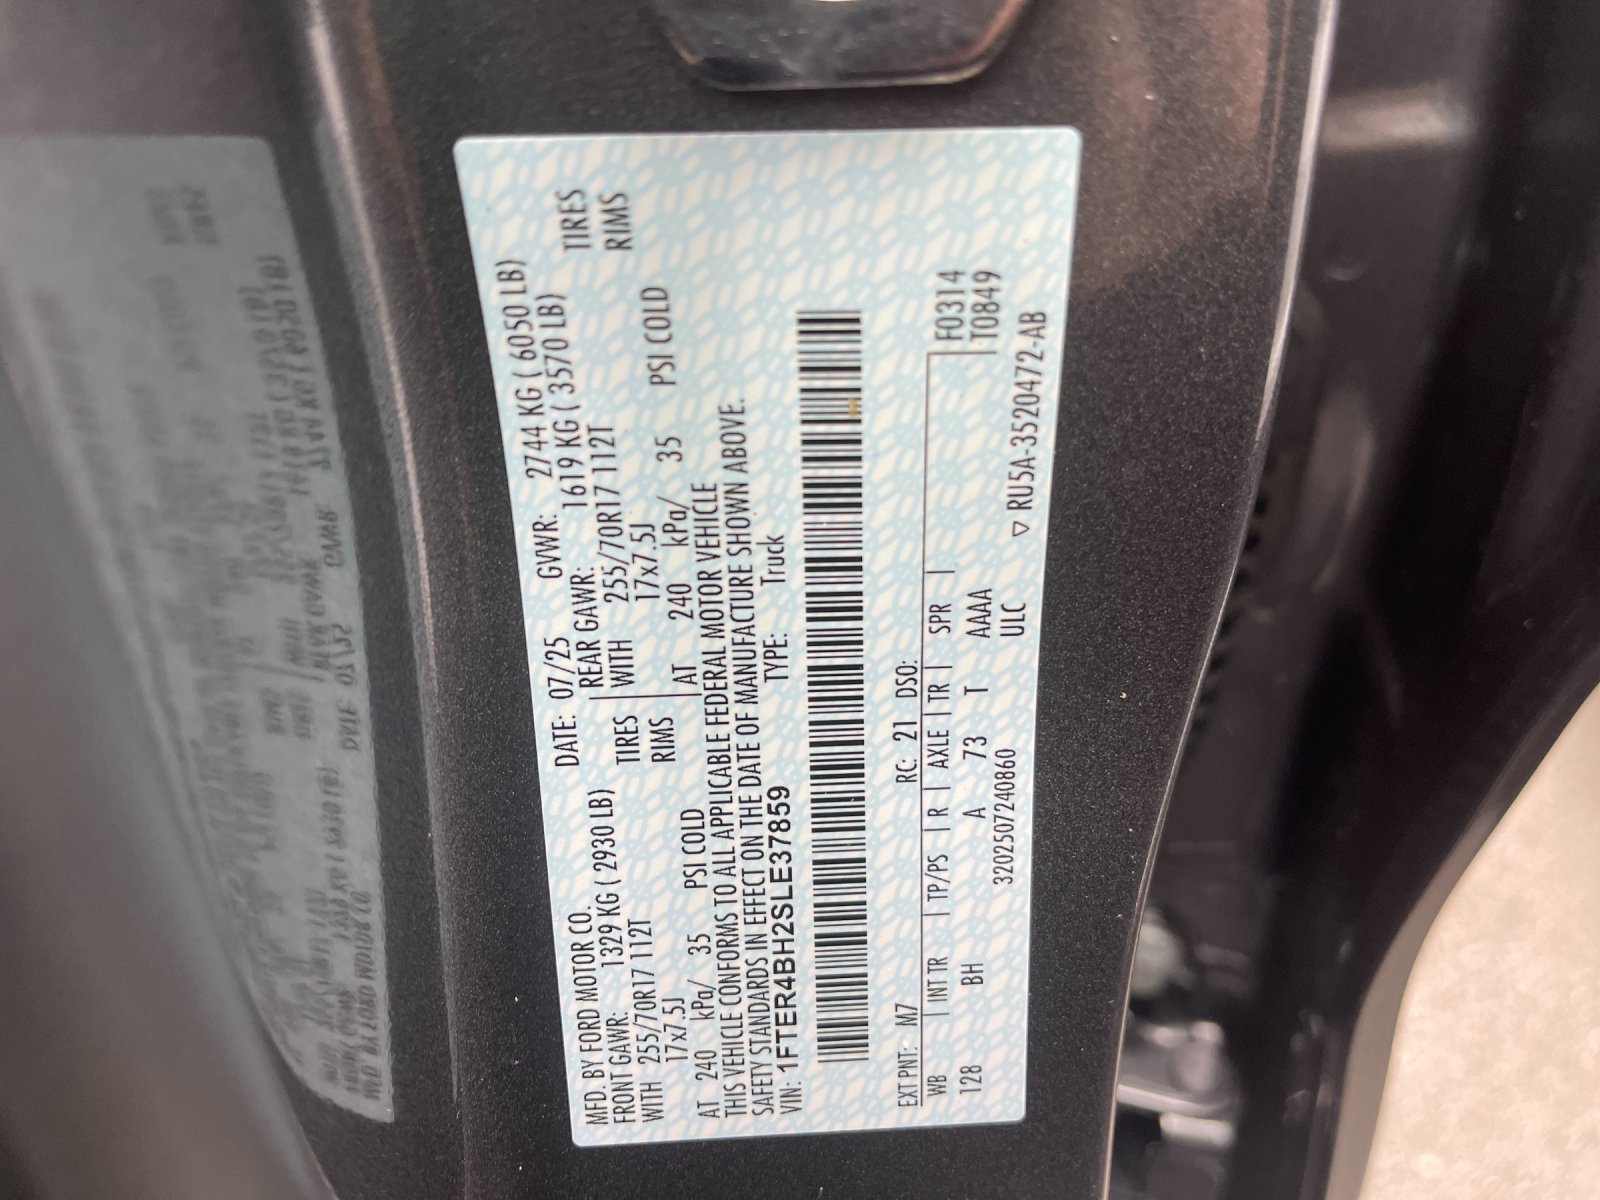 MFD. BY FORD MOTOR CO. DATE: 07/25 GVWR: 2744 KG ( 6050 LB)
FRONT GAWR: 1329 KG ( 2930 LB) REAR GAWR: 1619 KG ( 3570 LB)
WITH 255/70R17 112T TIRES WITH 255/70R17 112T TIRES
17x7.5J RIMS 17x7.5J RIMS
AT 240 kPa/ 35 PSI COLD AT 240 kPa/ 35 PSI COLD
THIS VEHICLE CONFORMS TO ALL APPLICABLE FEDERAL MOTOR VEHICLE
SAFETY STANDARDS IN EFFECT ON THE DATE OF MANUFACTURE SHOWN ABOVE.
VIN: 1FTER4BH2SLE37859 TYPE: Truck
EXT PNT: M7 RC: 21 DSO: F0314
WB | INT TR | TP/PS | R | AXLE | TR | SPR | T0849
128 BH A 73 T AAAA
3202507240860 ULC ▽ RU5A-3520472-AB